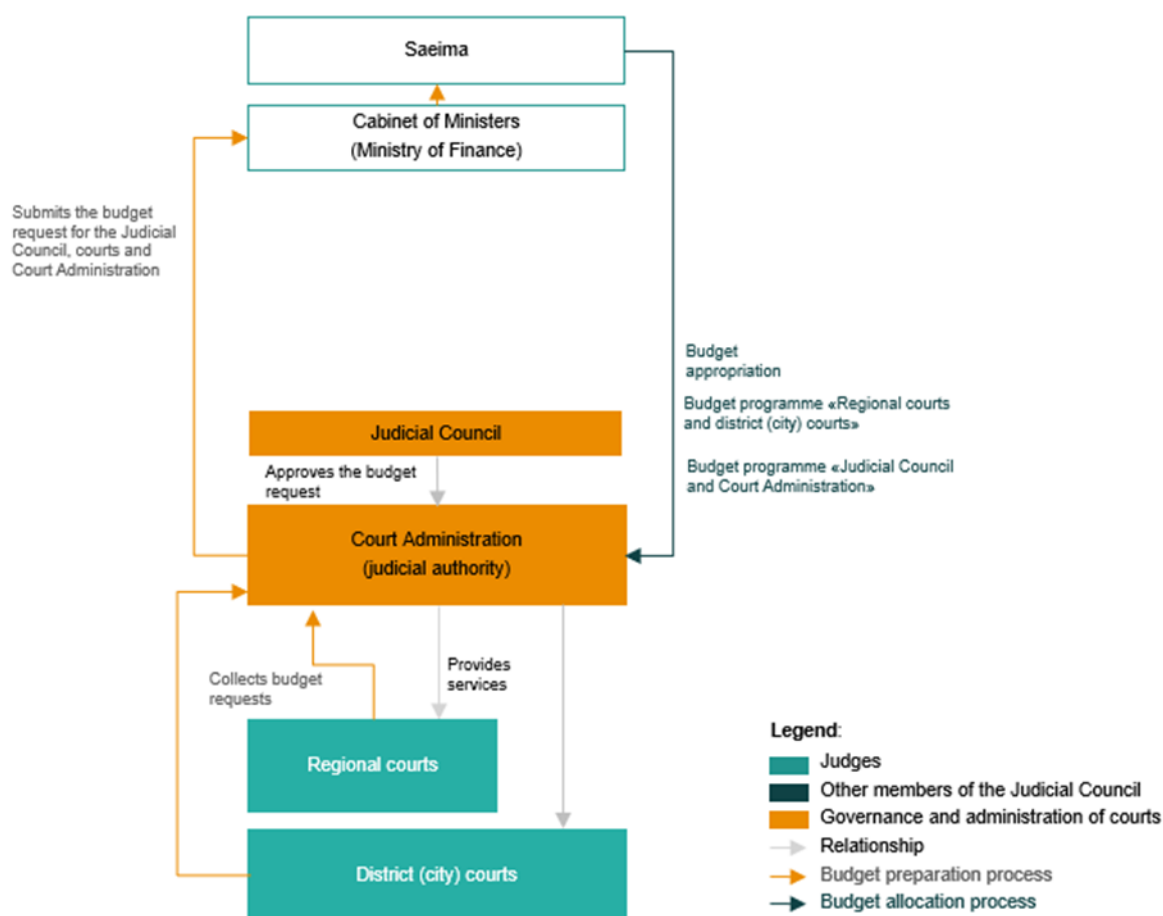 Saeima
Cabinet of Ministers
(Ministry of Finance)
Submits the budget
request for the Judicial
Council, courts and
Court Administration
Budget
appropriation
Budget programme «Regional courts
and district (city) courts»
Budget programme «Judicial Council
and Court Administration»
Judicial Council
Approves the budget
request
Court Administration
(judicial authority)
Collects budget
requests
Provides
services
Regional courts
District (city) courts
Legend:
Judges
Other members of the Judicial Council
Governance and administration of courts
Relationship
Budget preparation process
Budget allocation process